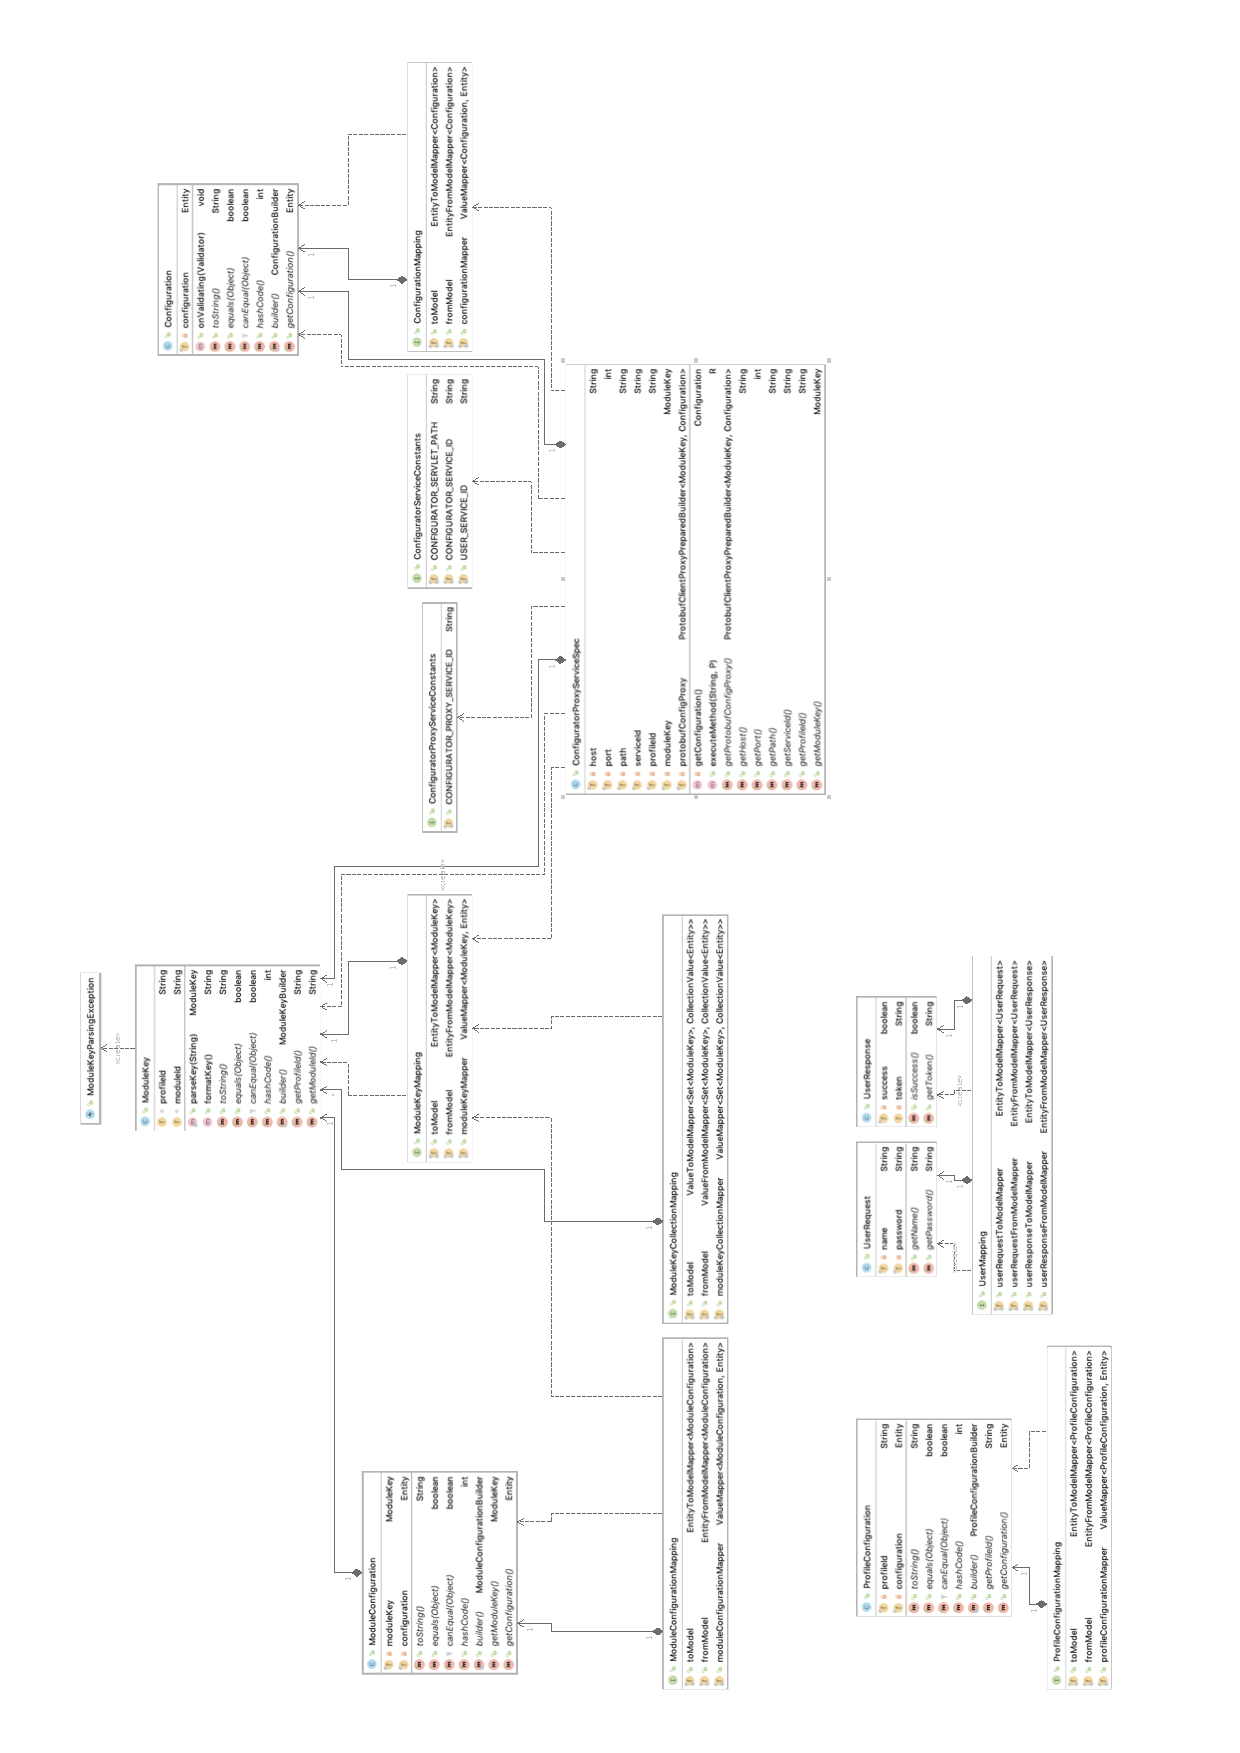 ModuleKeyParsingException
«create»
ModuleKey
profileId String
moduleId String
parseKey(String) ModuleKey
formatKey() String
toString() String
equals(Object) boolean
canEqual(Object) boolean
hashCode() int
builder() ModuleKeyBuilder
getProfileId() String
getModuleId() String
Configuration
configuration Entity
onValidating(Validator) void
toString() String
equals(Object) boolean
canEqual(Object) boolean
hashCode() int
builder() ConfigurationBuilder
getConfiguration() Entity
ModuleConfiguration
moduleKey ModuleKey
configuration Entity
toString() String
equals(Object) boolean
canEqual(Object) boolean
hashCode() int
builder() ModuleConfigurationBuilder
getModuleKey() ModuleKey
getConfiguration() Entity
ModuleKeyMapping
toModel EntityToModelMapper<ModuleKey>
fromModel EntityFromModelMapper<ModuleKey>
moduleKeyMapper ValueMapper<ModuleKey, Entity>
«create»
ConfiguratorProxyServiceConstants
CONFIGURATOR_PROXY_SERVICE_ID String
ConfiguratorServiceConstants
CONFIGURATOR_SERVLET_PATH String
CONFIGURATOR_SERVICE_ID String
USER_SERVICE_ID String
ConfigurationMapping
toModel EntityToModelMapper<Configuration>
fromModel EntityFromModelMapper<Configuration>
configurationMapper ValueMapper<Configuration, Entity>
ConfiguratorProxyServiceSpec
host String
port int
path String
serviceId String
profileId String
moduleKey ModuleKey
protobufConfigProxy ProtobufClientProxyPreparedBuilder<ModuleKey, Configuration>
getConfiguration() Configuration
executeMethod(String, P) R
getProtobufConfigProxy() ProtobufClientProxyPreparedBuilder<ModuleKey, Configuration>
getHost() String
getPort() int
getPath() String
getServiceId() String
getProfileId() String
getModuleKey() ModuleKey
ModuleConfigurationMapping
toModel EntityToModelMapper<ModuleConfiguration>
fromModel EntityFromModelMapper<ModuleConfiguration>
moduleConfigurationMapper ValueMapper<ModuleConfiguration, Entity>
ModuleKeyCollectionMapping
toModel ValueToModelMapper<Set<ModuleKey>, CollectionValue<Entity>>
fromModel ValueFromModelMapper<Set<ModuleKey>, CollectionValue<Entity>>
moduleKeyCollectionMapper ValueMapper<Set<ModuleKey>, CollectionValue<Entity>>
ProfileConfiguration
profileId String
configuration Entity
toString() String
equals(Object) boolean
canEqual(Object) boolean
hashCode() int
builder() ProfileConfigurationBuilder
getProfileId() String
getConfiguration() Entity
UserRequest
name String
password String
getName() String
getPassword() String
UserResponse
success boolean
token String
isSuccess() boolean
getToken() String
«create»
UserMapping
userRequestToModelMapper EntityToModelMapper<UserRequest>
userRequestFromModelMapper EntityFromModelMapper<UserRequest>
userResponseToModelMapper EntityToModelMapper<UserResponse>
userResponseFromModelMapper EntityFromModelMapper<UserResponse>
ProfileConfigurationMapping
toModel EntityToModelMapper<ProfileConfiguration>
fromModel EntityFromModelMapper<ProfileConfiguration>
profileConfigurationMapper ValueMapper<ProfileConfiguration, Entity>